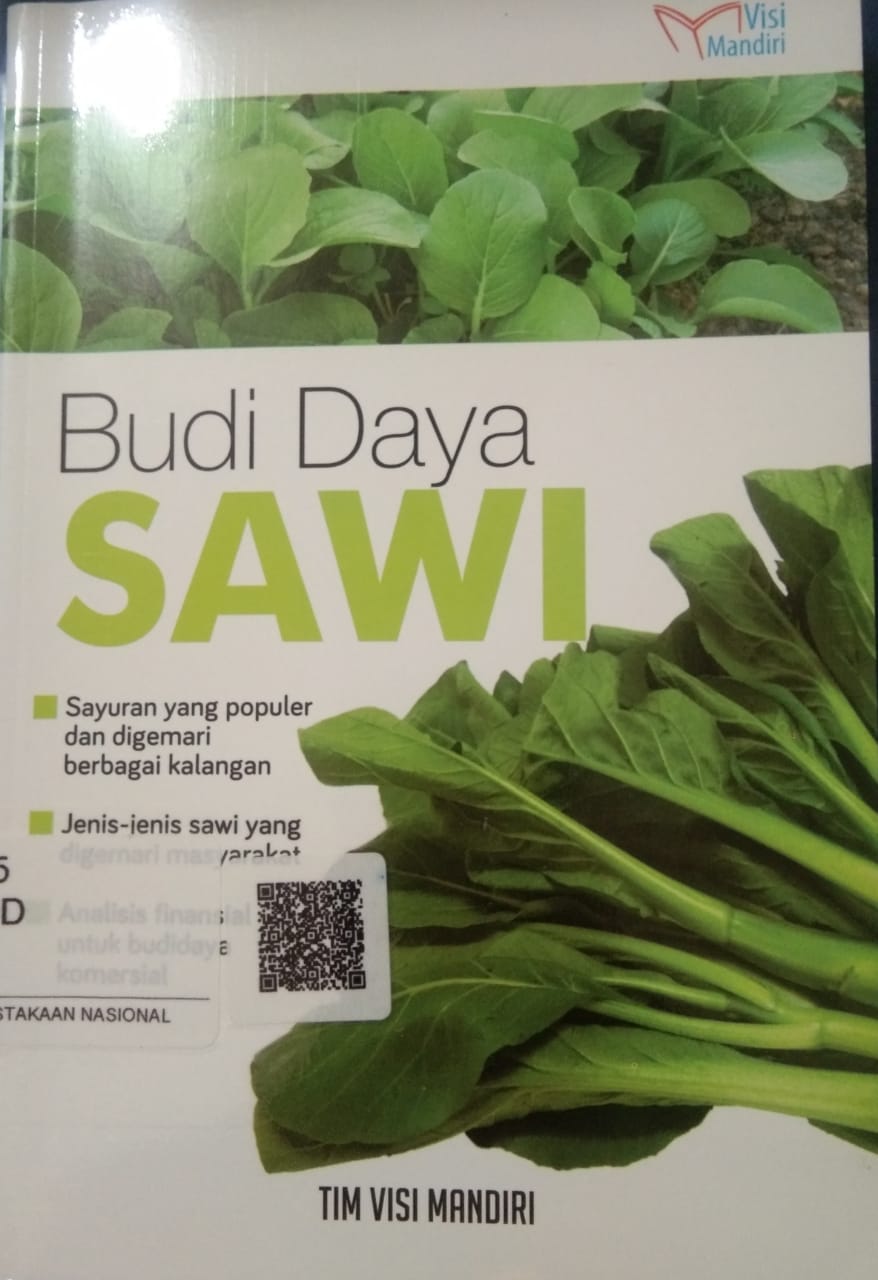 Visi
Mandiri
Budi Daya
SAWI
Sayuran yang populer
dan digemari
berbagai kalangan
Jenis-jenis sawi yang
digemari masyarakat
5
D
Analisis finansial
untuk budidaya
komersial
STAKAAN NASIONAL
TIM VISI MANDIRI